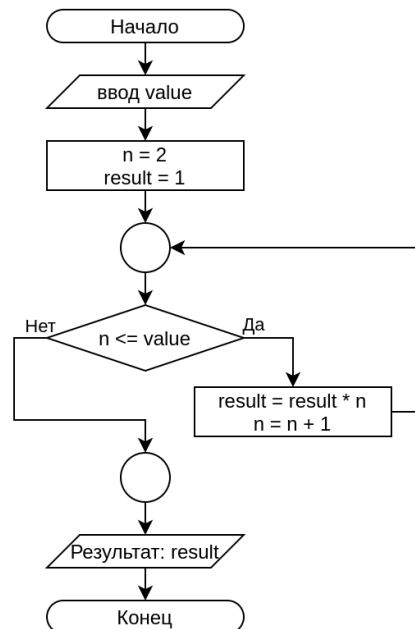 Начало
ввод value
n = 2
result = 1
Нет
n <= value
Да
result = result * n
n = n + 1
Результат: result
Конец